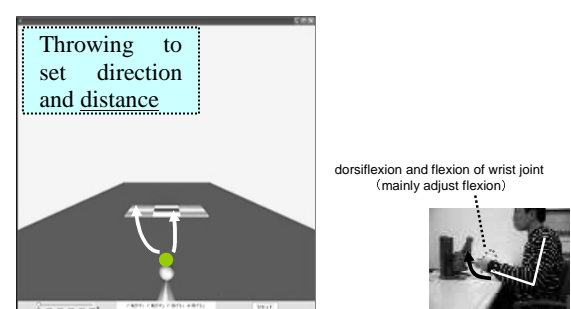 Throwing to
set direction
and distance
dorsiflexion and flexion of wrist joint
（mainly adjust flexion）